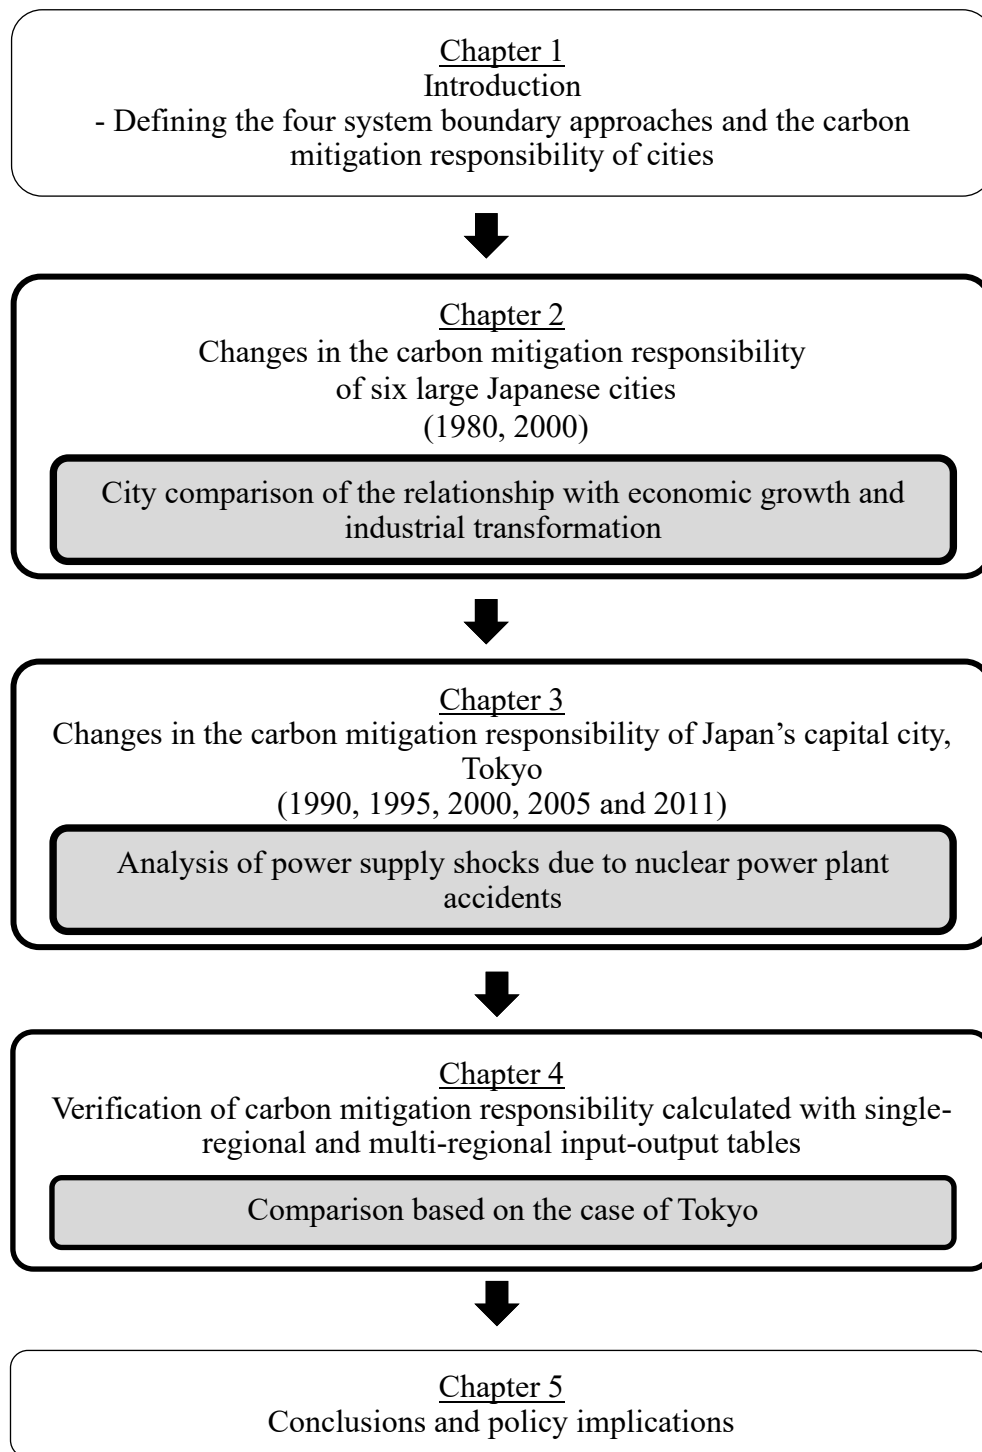 Chapter 1
Introduction
- Defining the four system boundary approaches and the carbon
mitigation responsibility of cities
Chapter 2
Changes in the carbon mitigation responsibility
of six large Japanese cities
(1980, 2000)
City comparison of the relationship with economic growth and
industrial transformation
Chapter 3
Changes in the carbon mitigation responsibility of Japan’s capital city,
Tokyo
(1990, 1995, 2000, 2005 and 2011)
Analysis of power supply shocks due to nuclear power plant
accidents
Chapter 4
Verification of carbon mitigation responsibility calculated with single-
regional and multi-regional input-output tables
Comparison based on the case of Tokyo
Chapter 5
Conclusions and policy implications